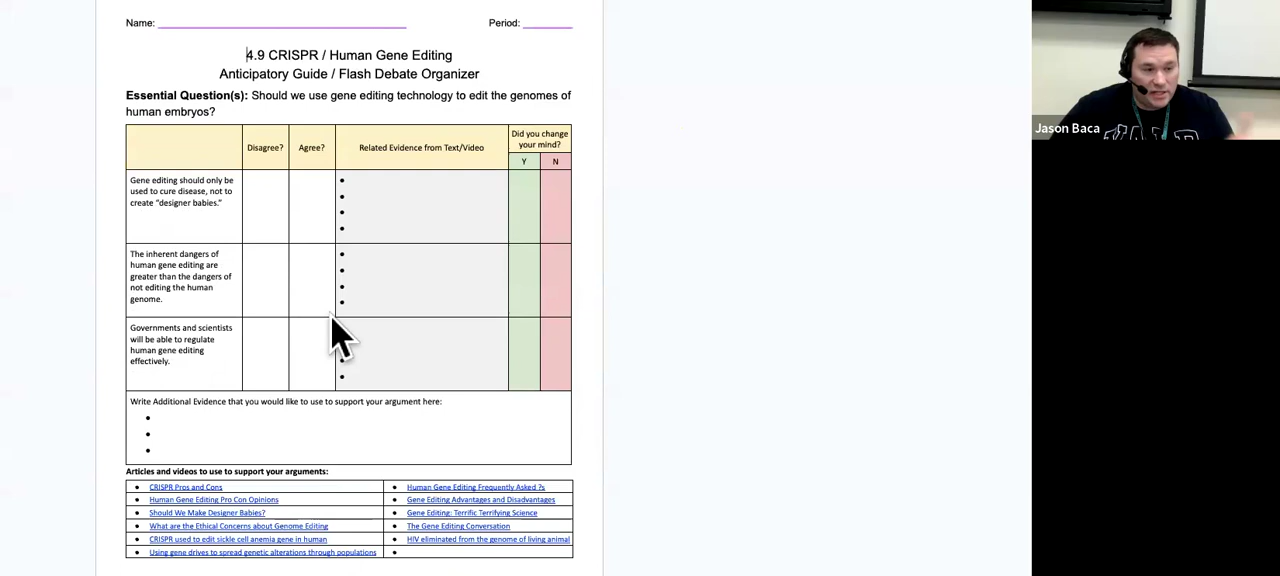 Name:
Period:
4.9 CRISPR / Human Gene Editing
Anticipatory Guide / Flash Debate Organizer
Essential Question(s): Should we use gene editing technology to edit the genomes of
human embryos?
Disagree?
Agree?
Related Evidence from Text/Video
Did you change
your mind?
Y
N
Gene editing should only be
used to cure disease, not to
create “designer babies.”
The inherent dangers of
human gene editing are
greater than the dangers of
not editing the human
genome.
Governments and scientists
will be able to regulate
human gene editing
effectively.
Write Additional Evidence that you would like to use to support your argument here:
Articles and videos to use to support your arguments:
CRISPR Pros and Cons
Human Gene Editing Pro Con Opinions
Should We Make Designer Babies?
What are the Ethical Concerns about Genome Editing
CRISPR used to edit sickle cell anemia gene in human
Using gene drives to spread genetic alterations through populations
Human Gene Editing Frequently Asked ?s
Gene Editing Advantages and Disadvantages
Gene Editing: Terrific Terrifying Science
The Gene Editing Conversation
HIV eliminated from the genome of living animal
Jason Baca